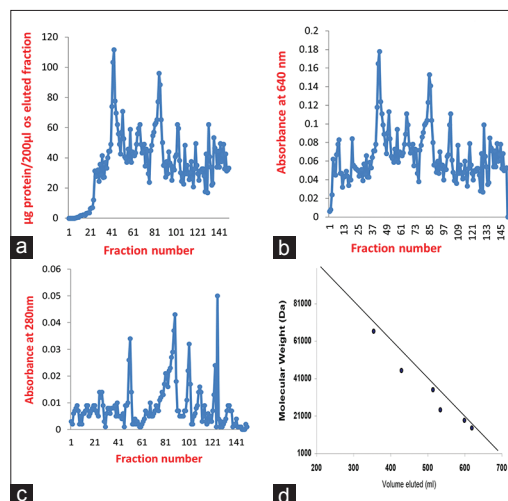 µg protein/200µl os eluted fraction
120
100
80
60
40
20
0
1 21 41 61 81 101 121 141
Fraction number
a
Absorbance at 640 nm
0.2
0.18
0.16
0.14
0.12
0.1
0.08
0.06
0.04
0.02
0
1 13 25 37 49 61 73 85 97 109 121 133 145
Fraction number
b
Absorbance at 280nm
0.06
0.05
0.04
0.03
0.02
0.01
0
1 21 41 61 81 101 121 141
Fraction number
c
Molecular Weight (Da)
81000
61000
41000
21000
1000
200 300 400 500 600 700
Volume eluted (ml)
d